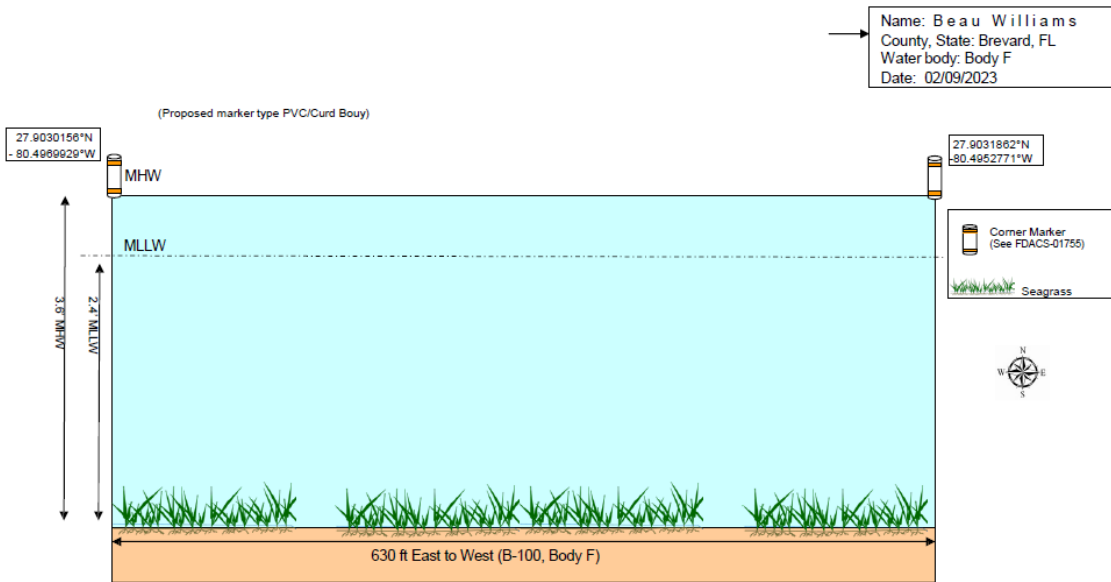 Name: Beau Williams
County, State: Brevard, FL
Water body: Body F
Date: 02/09/2023
(Proposed marker type PVC/Curd Bouy)
27.9030156°N
- 80.4969929°W
27.9031862°N
-80.4952771°W
MHW
MLLW
3.6' MHW
2.4' MLLW
Corner Marker
(See FDACS-01755)
Seagrass
N
W
E
S
630 ft East to West (B-100, Body F)